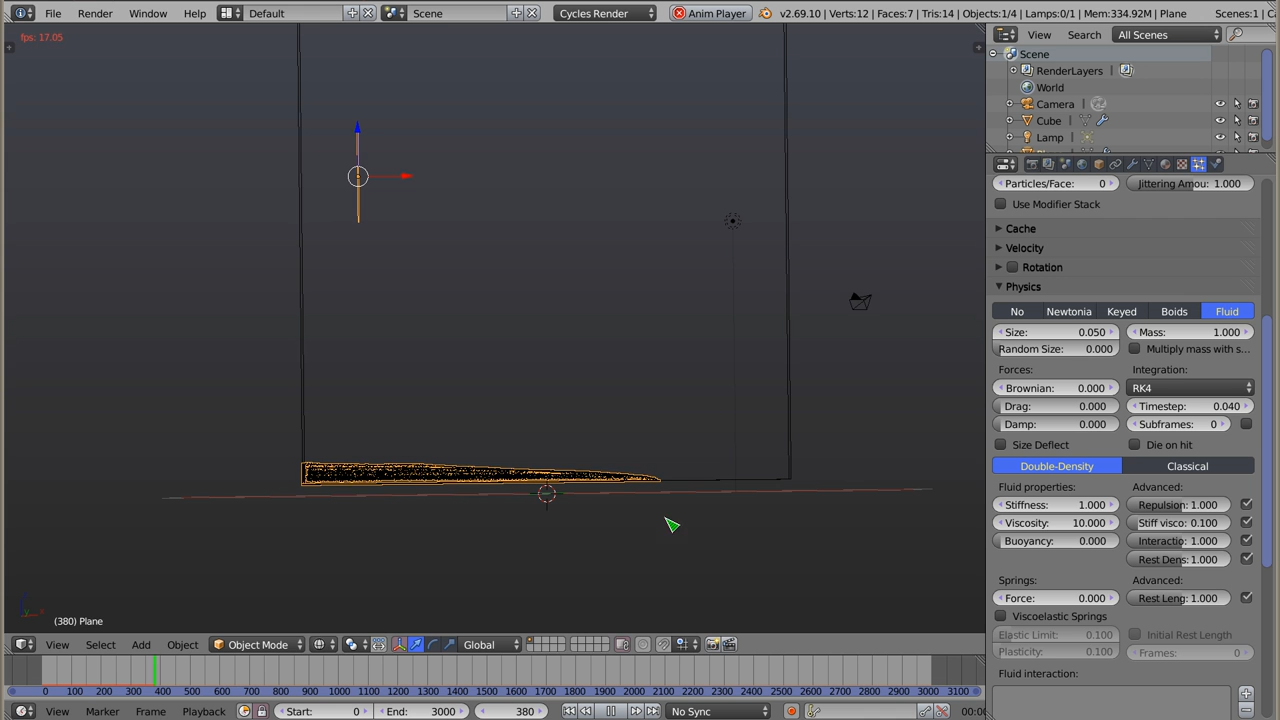 File Render Window Help Default Scene Cycles Render Anim Player v2.69.10 | Verts:12 | Faces:7 | Tris:14 | Objects:1/4 | Lamps:0/1 | Mem:334.92M | Plane Scenes:1
fps: 17.05
View Search All Scenes
Scene
RenderLayers
World
Camera
Cube
Lamp
Particles/Face: 0 Jittering Amou: 1.000
Use Modifier Stack
Cache
Velocity
Rotation
Physics
No Newtonia Keyed Boids Fluid
Size: 0.050 Mass: 1.000
Random Size: 0.000 Multiply mass with s...
Forces: Integration:
Brownian: 0.000 RK4
Drag: 0.000 Timestep: 0.040
Damp: 0.000 Subframes: 0
Size Deflect Die on hit
Double-Density Classical
Fluid properties: Advanced:
Stiffness: 1.000 Repulsion: 1.000
Viscosity: 10.000 Stiff visco: 0.100
Buoyancy: 0.000 Interactio: 1.000
Rest Dens: 1.000
Springs: Advanced:
Force: 0.000 Rest Leng: 1.000
Viscoelastic Springs
Elastic Limit: 0.100 Initial Rest Length
Plasticity: 0.100 Frames: 0
Fluid interaction:
(380) Plane
View Select Add Object Object Mode Global
0 100 200 300 400 500 600 700 800 900 1000 1100 1200 1300 1400 1500 1600 1700 1800 1900 2000 2100 2200 2300 2400 2500 2600 2700 2800 2900 3000 3100
View Marker Frame Playback Start: 0 End: 3000 380 No Sync